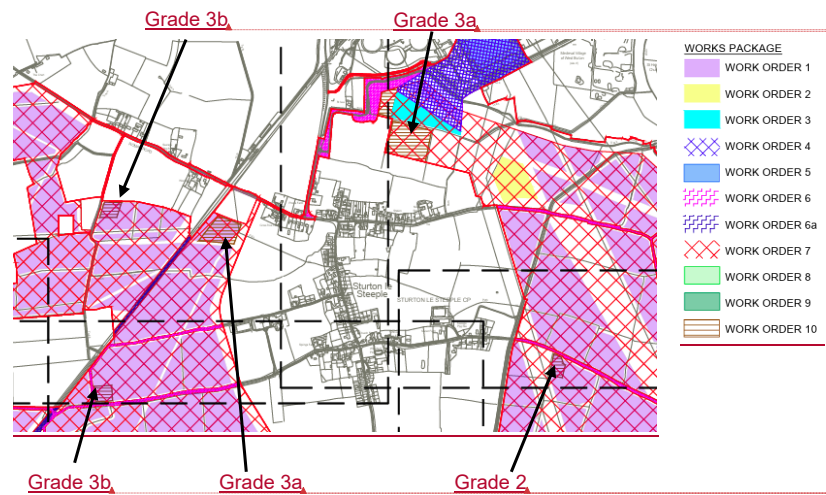 Grade 3b
Grade 3a
WORKS PACKAGE
WORK ORDER 1
WORK ORDER 2
WORK ORDER 3
WORK ORDER 4
WORK ORDER 5
WORK ORDER 6
WORK ORDER 6a
WORK ORDER 7
WORK ORDER 8
WORK ORDER 9
WORK ORDER 10
Sturton le
Steeple
STURTON LE STEEPLE CP
Grade 3b
Grade 3a
Grade 2